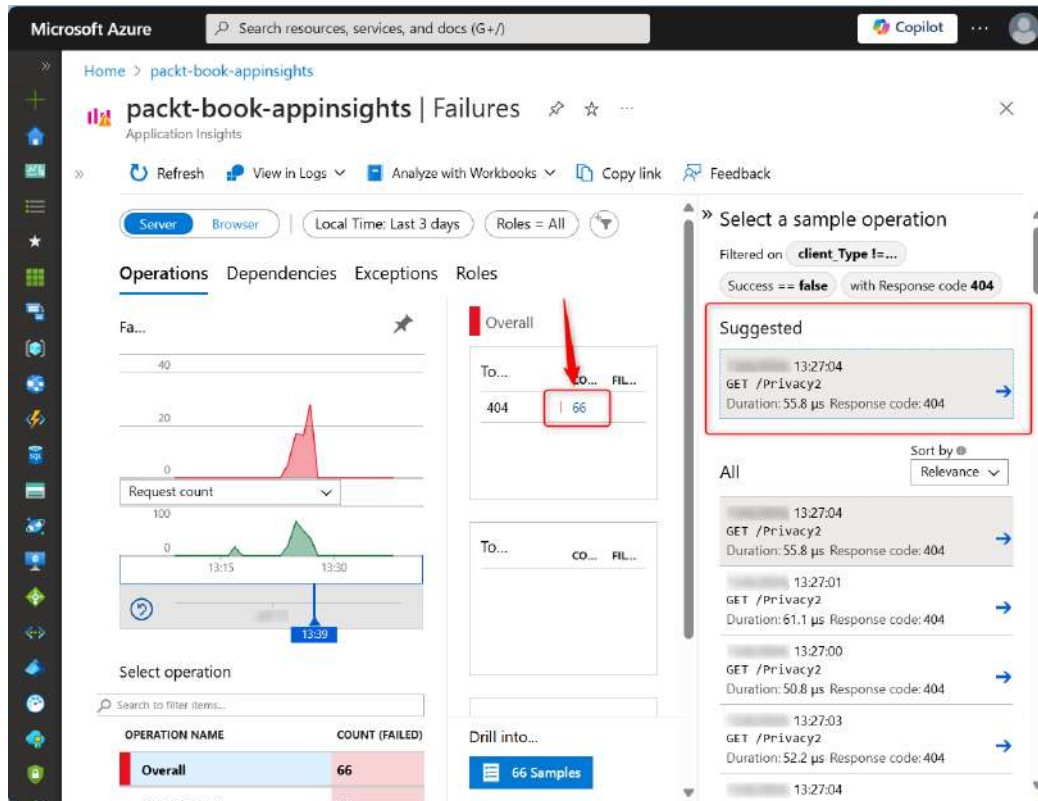 Microsoft Azure
Search resources, services, and docs (G+/)
Copilot
Home > packt-book-appinsights
packt-book-appinsights | Failures
Application Insights
Refresh
View in Logs
Analyze with Workbooks
Copy link
Feedback
Server
Browser
Local Time: Last 3 days
Roles = All
Operations
Dependencies
Exceptions
Roles
Fa...
40
20
0
Request count
100
0
13:15
13:30
13:39
Select operation
Search to filter items...
OPERATION NAME
COUNT (FAILED)
Overall
66
Overall
To...
CO...
FIL...
404
66
To...
CO...
FIL...
Drill into...
66 Samples
Select a sample operation
Filtered on
client_Type !=...
Success == false
with Response code 404
Suggested
13:27:04
GET /Privacy2
Duration: 55.8 µs Response code: 404
Sort by
All
Relevance
13:27:04
GET /Privacy2
Duration: 55.8 µs Response code: 404
13:27:01
GET /Privacy2
Duration: 61.1 µs Response code: 404
13:27:00
GET /Privacy2
Duration: 50.8 µs Response code: 404
13:27:03
GET /Privacy2
Duration: 52.2 µs Response code: 404
13:27:04